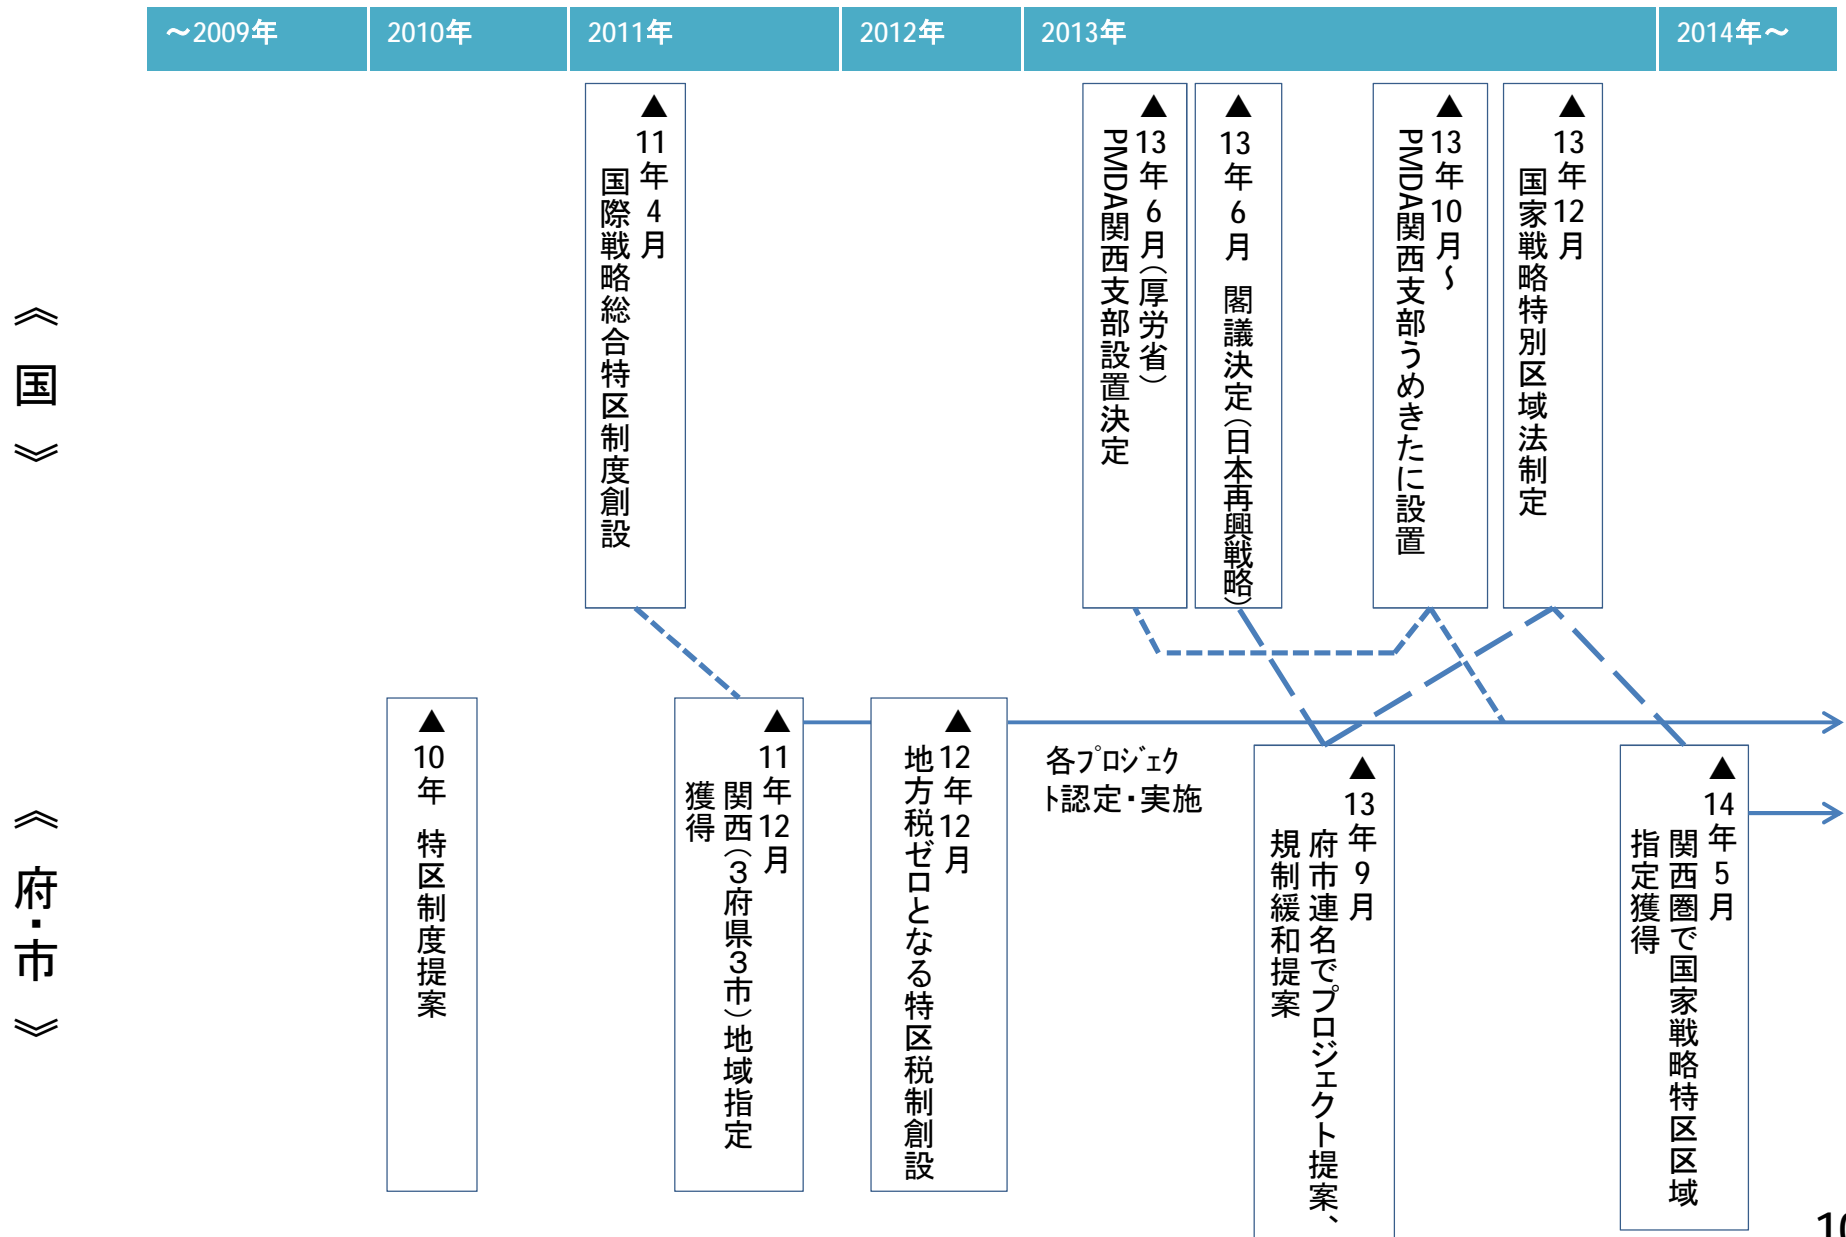 ～2009年
2010年
2011年
2012年
2013年
2014年～
《 国 》
▲11年4月
国際戦略総合特区制度創設
▲13年6月（厚労省）
PMDA関西支部設置決定
▲13年6月 閣議決定（日本再興戦略）
▲13年10月～
PMDA関西支部うめきたに設置
▲13年12月
国家戦略特別区域法制定
《 府・市 》
▲10年 特区制度提案
▲11年12月
関西（３府県３市）地域指定
獲得
▲12年12月
地方税ゼロとなる特区税制創設
各ﾌﾟﾛｼﾞｪｸ
ﾄ認定・実施
▲13年9月
府市連名でプロジェクト提案、
規制緩和提案
▲14年5月
関西圏で国家戦略特区区域
指定獲得